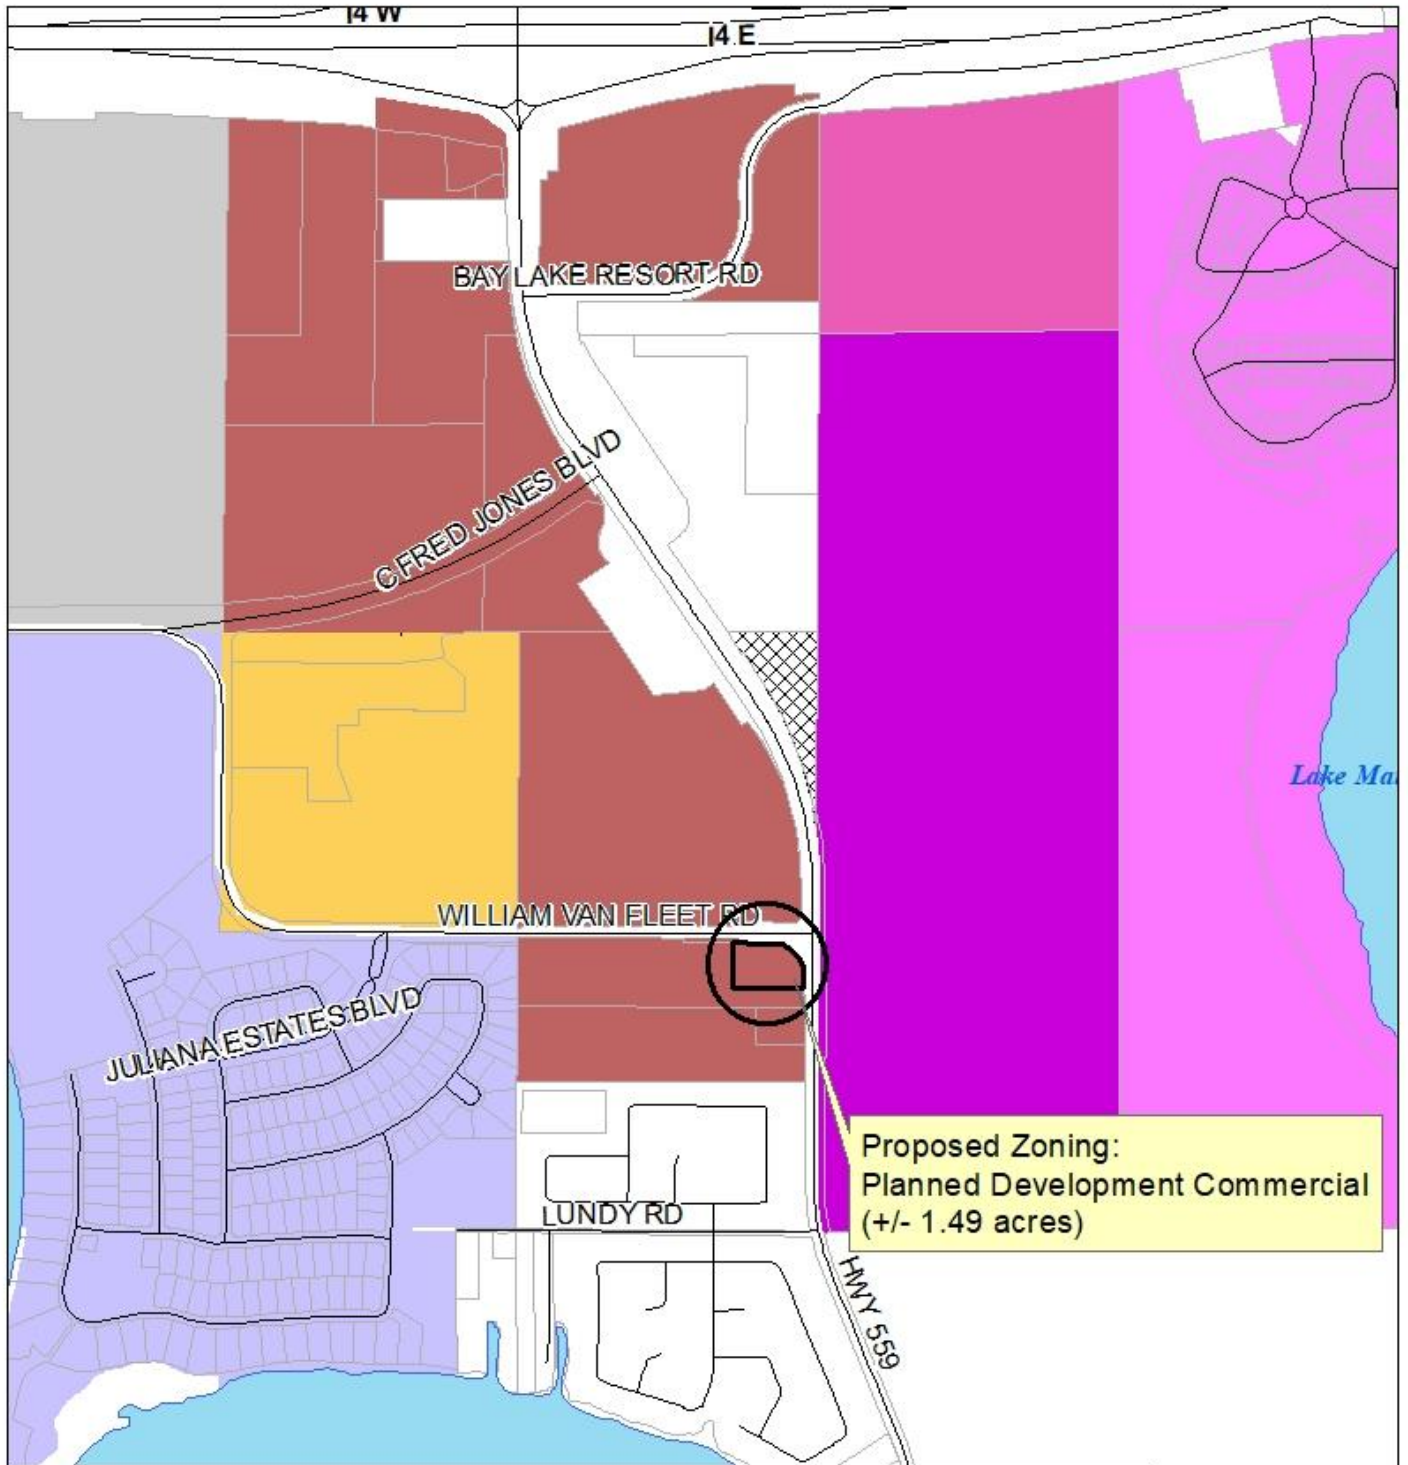 I4 W
I4 E
BAY LAKE RESORT RD
C FRED JONES BLVD
Lake Ma
WILLIAM VAN FLEET RD
JULIANA ESTATES BLVD
Proposed Zoning:
Planned Development Commercial
(+/- 1.49 acres)
LUNDY RD
HWY 559